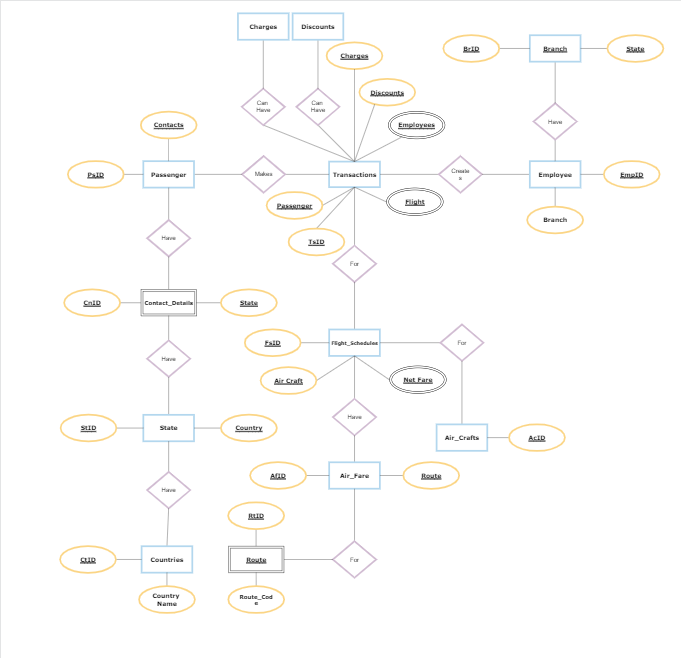 Charges
Discounts
Charges
BrID
Branch
State
Discounts
Can
Have
Can
Have
Contacts
Employees
Have
PsID
Passenger
Makes
Transactions
Create
s
Employee
EmpID
Passenger
Flight
Branch
Have
TsID
For
CnID
Contact_Details
State
FsID
Flight_Schedules
For
Have
Air Craft
Net Fare
Have
StID
State
Country
Air_Crafts
AcID
AfID
Air_Fare
Route
Have
RtID
CtID
Countries
Route
For
Country
Name
Route_Cod
e